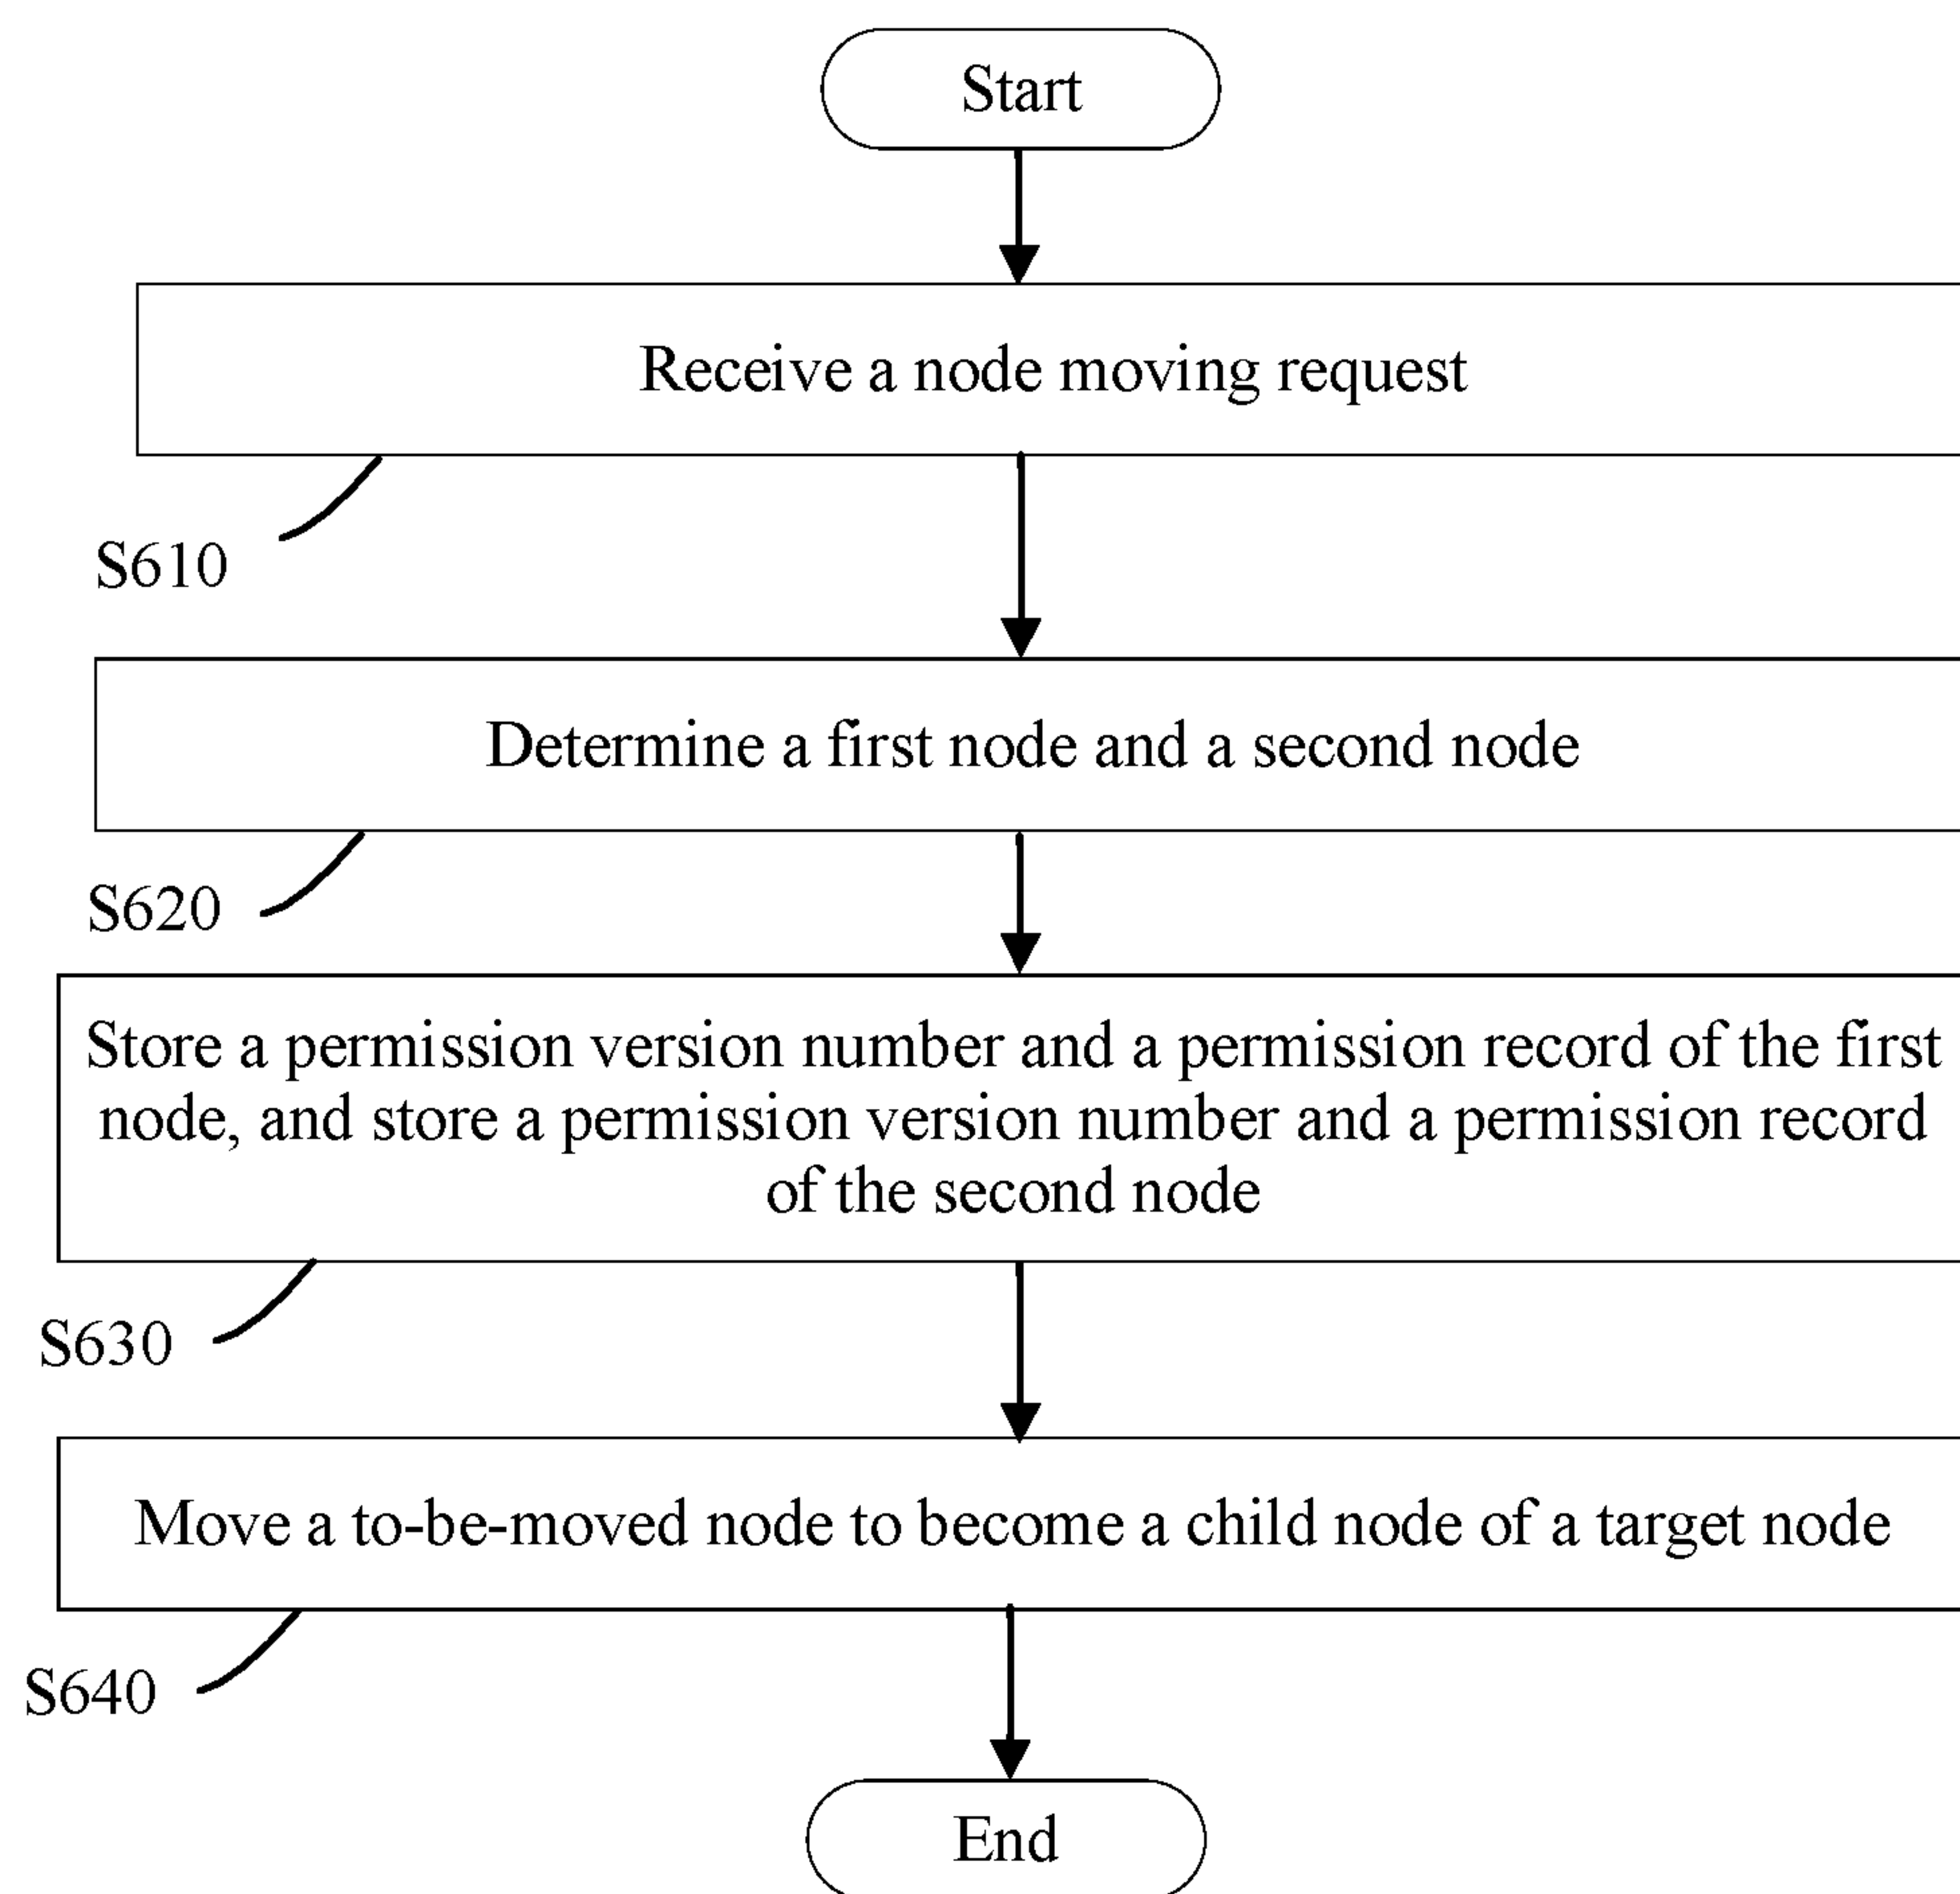 Start
Receive a node moving request
S610
Determine a first node and a second node
S620
Store a permission version number and a permission record of the first
node, and store a permission version number and a permission record
of the second node
S630
Move a to-be-moved node to become a child node of a target node
S640
End